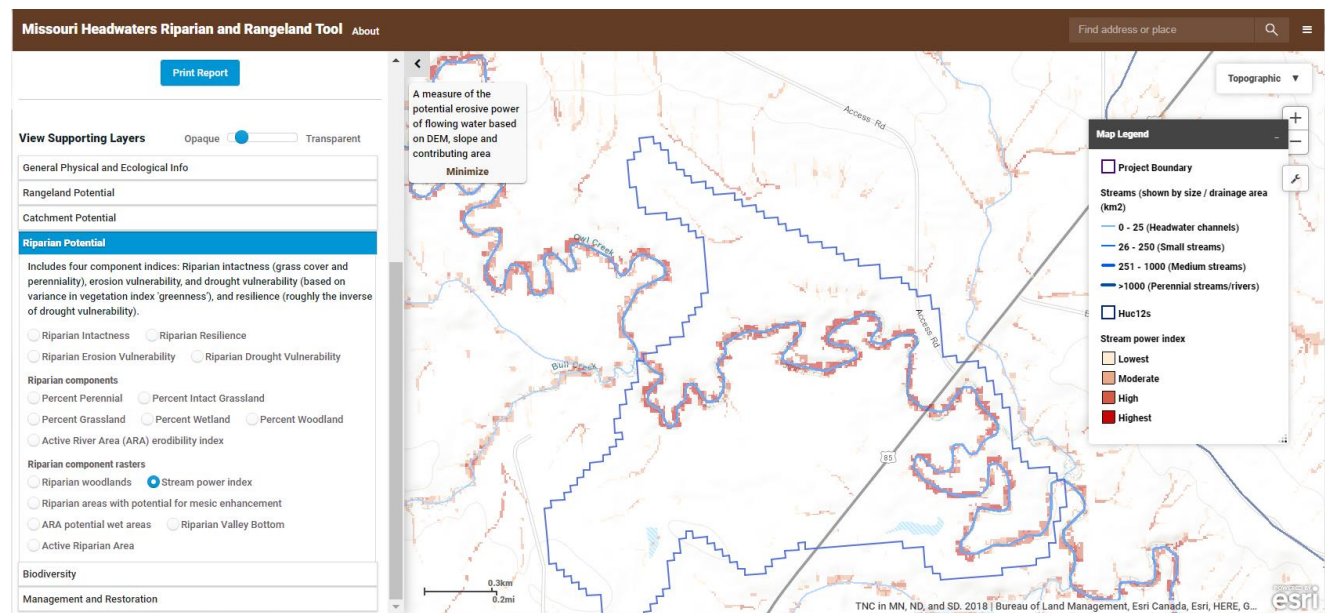 Missouri Headwaters Riparian and Rangeland Tool About
Find address or place
Print Report
View Supporting Layers Opaque Transparent
General Physical and Ecological Info
Rangeland Potential
Catchment Potential
Riparian Potential
Includes four component indices: Riparian intactness (grass cover and
perenniality), erosion vulnerability, and drought vulnerability (based on
variance in vegetation index 'greenness'), and resilience (roughly the inverse
of drought vulnerability).
Riparian Intactness Riparian Resilience
Riparian Erosion Vulnerability Riparian Drought Vulnerability
Riparian components
Percent Perennial Percent Intact Grassland
Percent Grassland Percent Wetland Percent Woodland
Active River Area (ARA) erodibility index
Riparian component rasters
Riparian woodlands Stream power index
Riparian areas with potential for mesic enhancement
ARA potential wet areas Riparian Valley Bottom
Active Riparian Area
Biodiversity
Management and Restoration
A measure of the
potential erosive power
of flowing water based
on DEM, slope and
contributing area
Minimize
Access Rd
Owl Creek
Bull Creek
Access Rd
85
0.3km
0.2mi
Topographic ▼
+
−
Map Legend _
Project Boundary
Streams (shown by size / drainage area
(km2)
0 - 25 (Headwater channels)
26 - 250 (Small streams)
251 - 1000 (Medium streams)
>1000 (Perennial streams/rivers)
Huc12s
Stream power index
Lowest
Moderate
High
Highest
TNC in MN, ND, and SD. 2018 | Bureau of Land Management, Esri Canada, Esri, HERE, G...
POWERED BY
esri